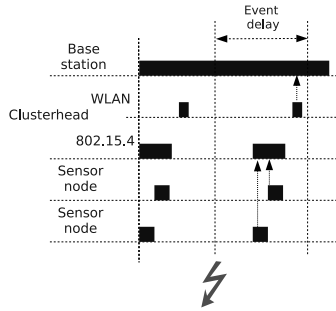 Event
delay
Base
station
WLAN
Clusterhead
802.15.4
Sensor
node
Sensor
node